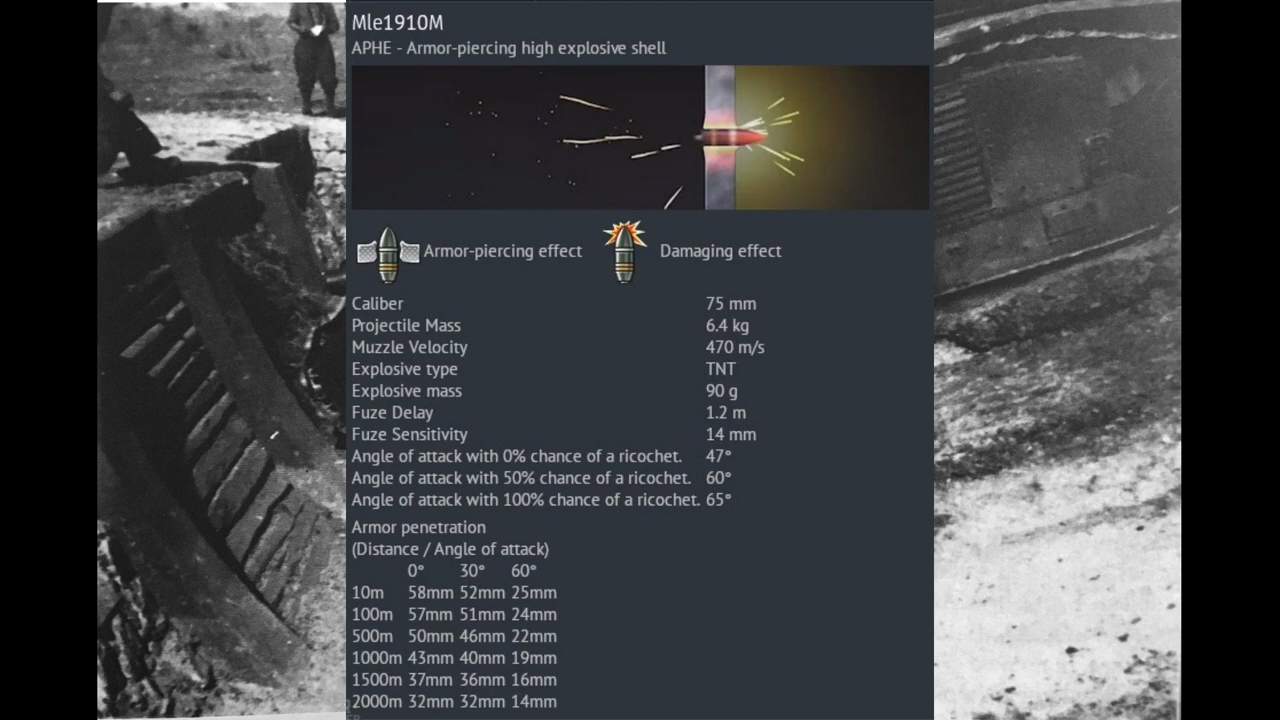 Mle1910M
APHE - Armor-piercing high explosive shell
Armor-piercing effect Damaging effect
Caliber 75 mm
Projectile Mass 6.4 kg
Muzzle Velocity 470 m/s
Explosive type TNT
Explosive mass 90 g
Fuze Delay 1.2 m
Fuze Sensitivity 14 mm
Angle of attack with 0% chance of a ricochet. 47°
Angle of attack with 50% chance of a ricochet. 60°
Angle of attack with 100% chance of a ricochet. 65°
Armor penetration
(Distance / Angle of attack)
0° 30° 60°
10m 58mm 52mm 25mm
100m 57mm 51mm 24mm
500m 50mm 46mm 22mm
1000m 43mm 40mm 19mm
1500m 37mm 36mm 16mm
2000m 32mm 32mm 14mm